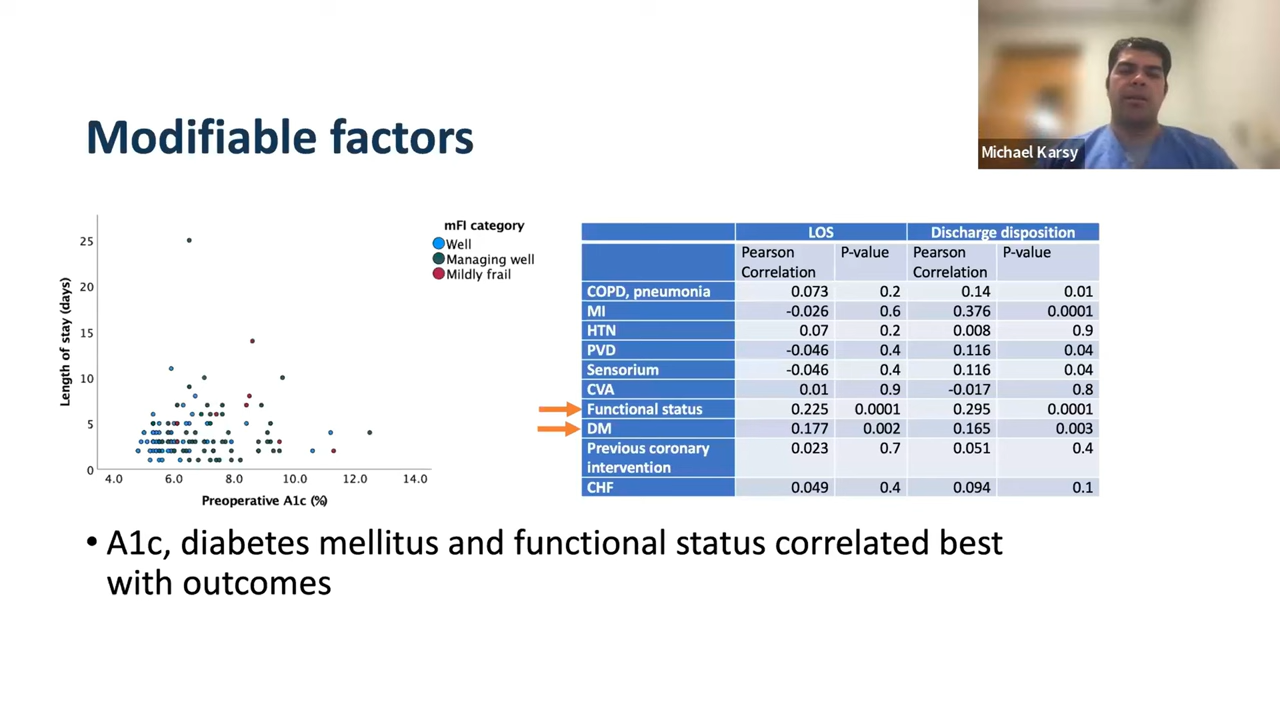 Michael Karsy
Modifiable factors
mFI category
Well
Managing well
Mildly frail
Length of stay (days)
25
20
15
10
5
0
4.0 6.0 8.0 10.0 12.0 14.0
Preoperative A1c (%)
LOS Discharge disposition
Pearson Correlation P-value Pearson Correlation P-value
COPD, pneumonia 0.073 0.2 0.14 0.01
MI -0.026 0.6 0.376 0.0001
HTN 0.07 0.2 0.008 0.9
PVD -0.046 0.4 0.116 0.04
Sensorium -0.046 0.4 0.116 0.04
CVA 0.01 0.9 -0.017 0.8
Functional status 0.225 0.0001 0.295 0.0001
DM 0.177 0.002 0.165 0.003
Previous coronary intervention 0.023 0.7 0.051 0.4
CHF 0.049 0.4 0.094 0.1
• A1c, diabetes mellitus and functional status correlated best
with outcomes